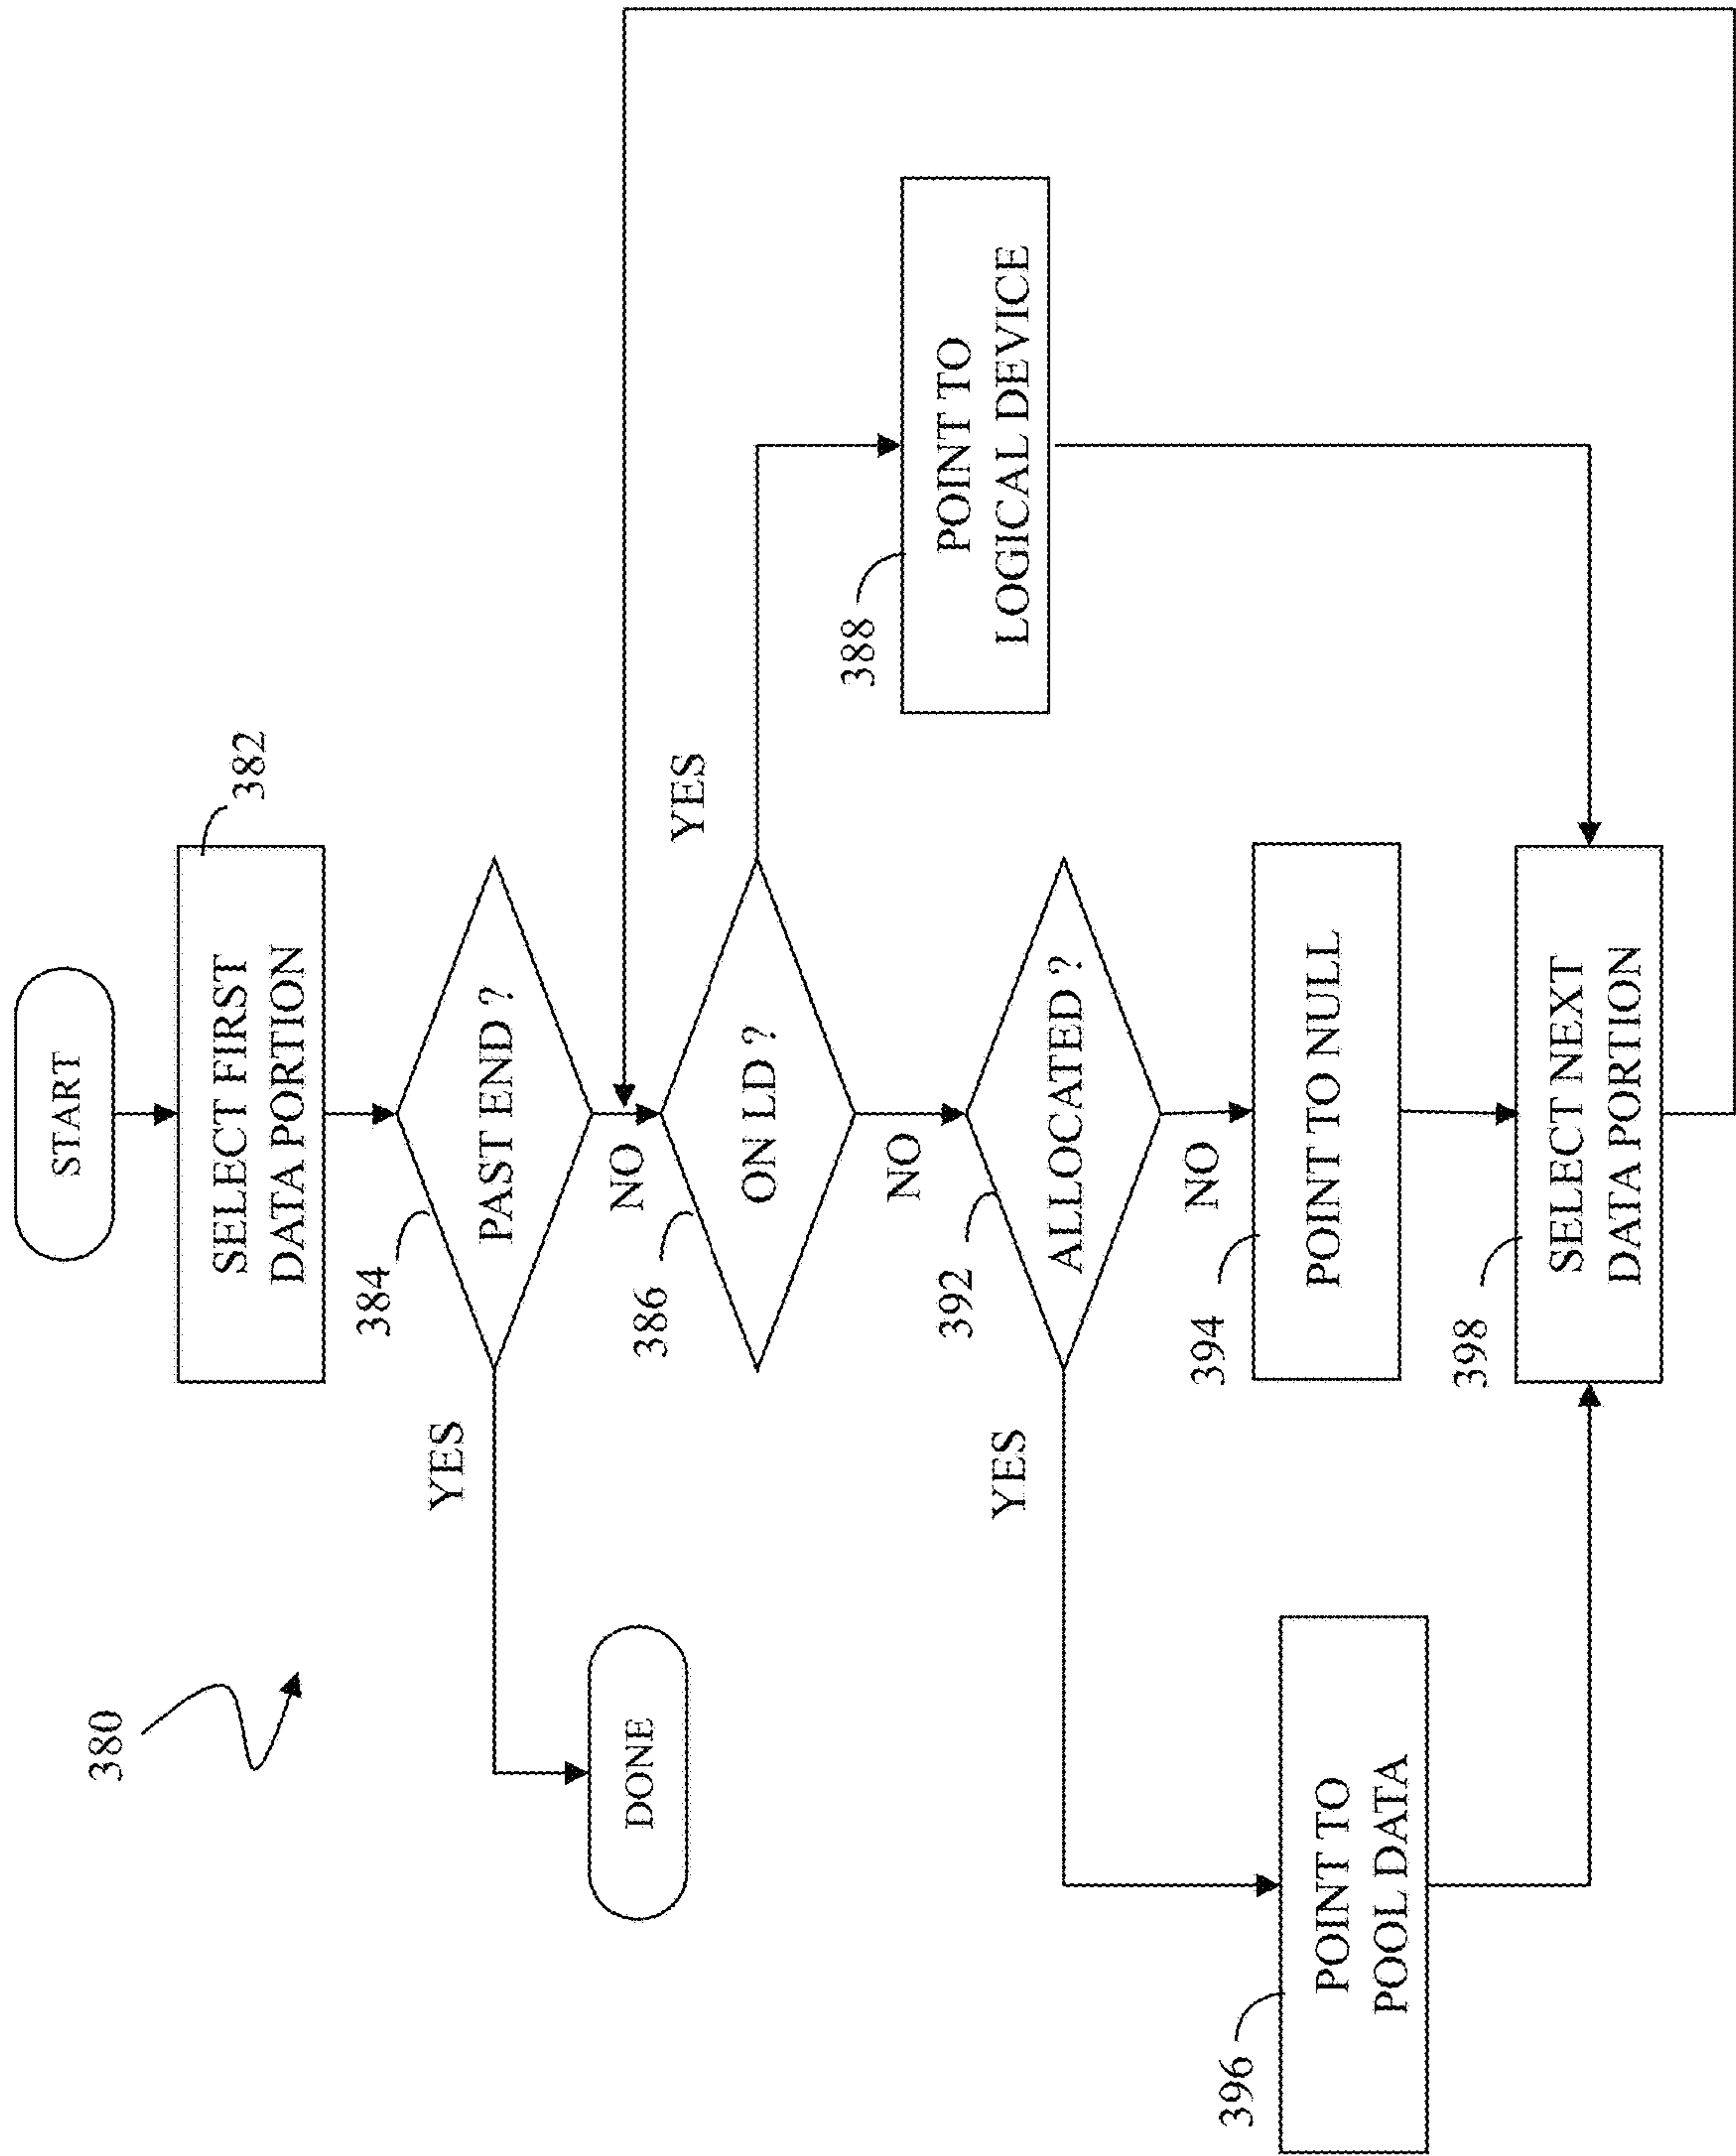 380
START
SELECT FIRST
DATA PORTION
382
PAST END ?
384
YES
DONE
NO
ON LD ?
386
YES
POINT TO
LOGICAL DEVICE
388
NO
ALLOCATED ?
392
YES
NO
POINT TO NULL
394
POINT TO
POOL DATA
396
SELECT NEXT
DATA PORTION
398